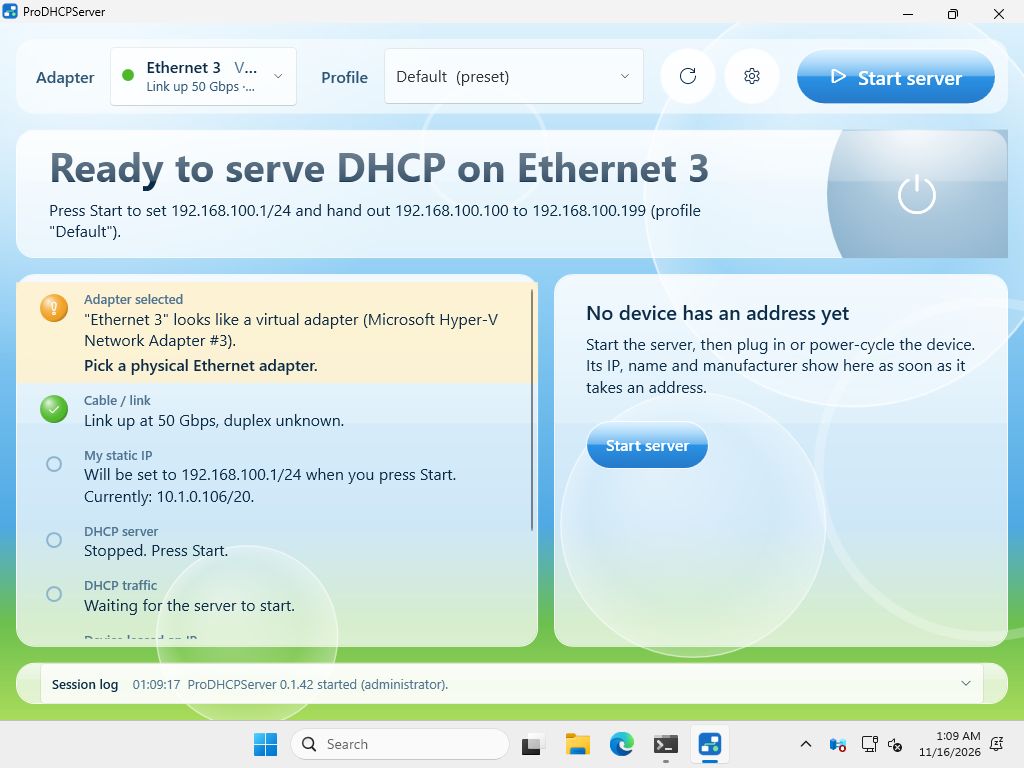 ProDHCPServer
Adapter
Ethernet 3 V...
Link up 50 Gbps ·...
Profile
Default (preset)
Start server
Ready to serve DHCP on Ethernet 3
Press Start to set 192.168.100.1/24 and hand out 192.168.100.100 to 192.168.100.199 (profile
"Default").
Adapter selected
"Ethernet 3" looks like a virtual adapter (Microsoft Hyper-V
Network Adapter #3).
Pick a physical Ethernet adapter.
Cable / link
Link up at 50 Gbps, duplex unknown.
My static IP
Will be set to 192.168.100.1/24 when you press Start.
Currently: 10.1.0.106/20.
DHCP server
Stopped. Press Start.
DHCP traffic
Waiting for the server to start.
No device has an address yet
Start the server, then plug in or power-cycle the device.
Its IP, name and manufacturer show here as soon as it
takes an address.
Start server
Session log 01:09:17 ProDHCPServer 0.1.42 started (administrator).
Search
1:09 AM
11/16/2026